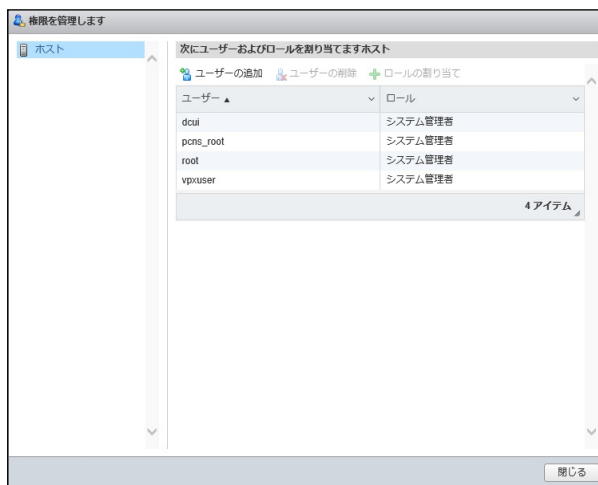 権限を管理します
ホスト
次にユーザーおよびロールを割り当てますホスト
ユーザーの追加 ユーザーの削除 ロールの割り当て
ユーザー ロール
dcui システム管理者
pcns_root システム管理者
root システム管理者
vpxuser システム管理者
4 アイテム
閉じる